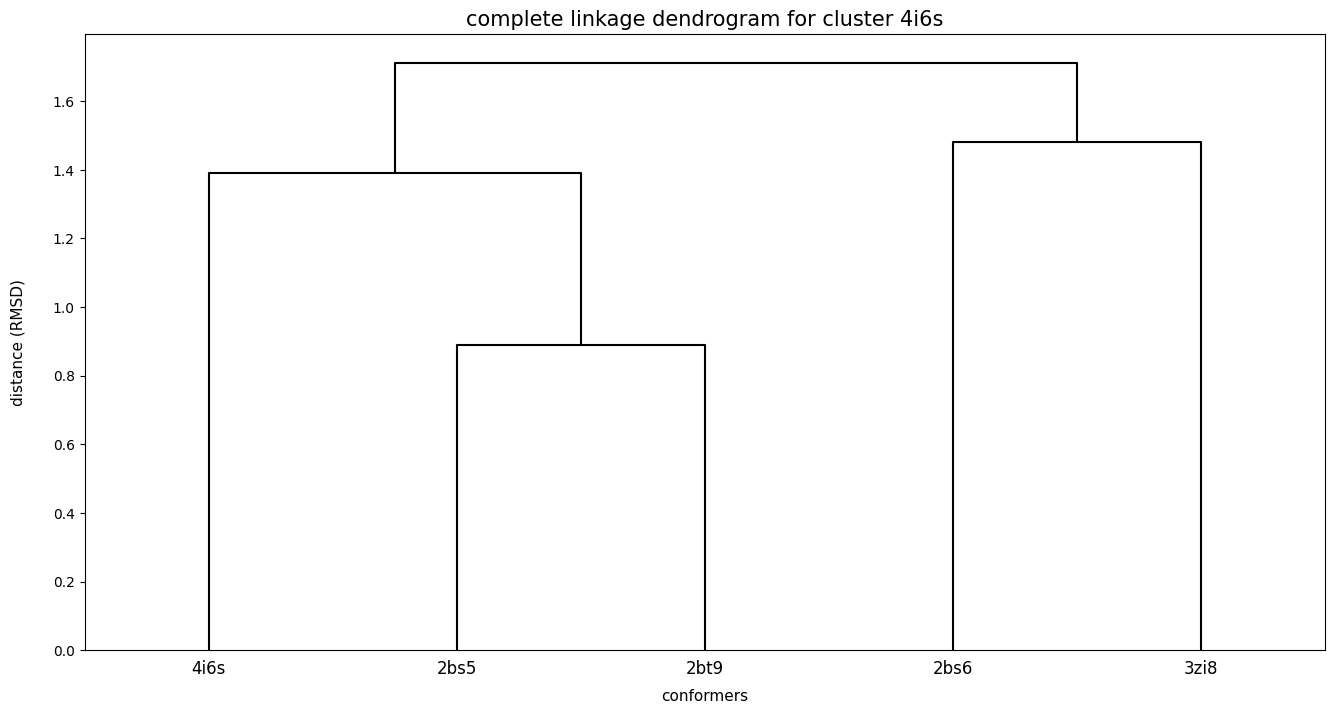 complete linkage dendrogram for cluster 4i6s
distance (RMSD)
1.6
1.4
1.2
1.0
0.8
0.6
0.4
0.2
0.0
4i6s 2bs5 2bt9 2bs6 3zi8
conformers